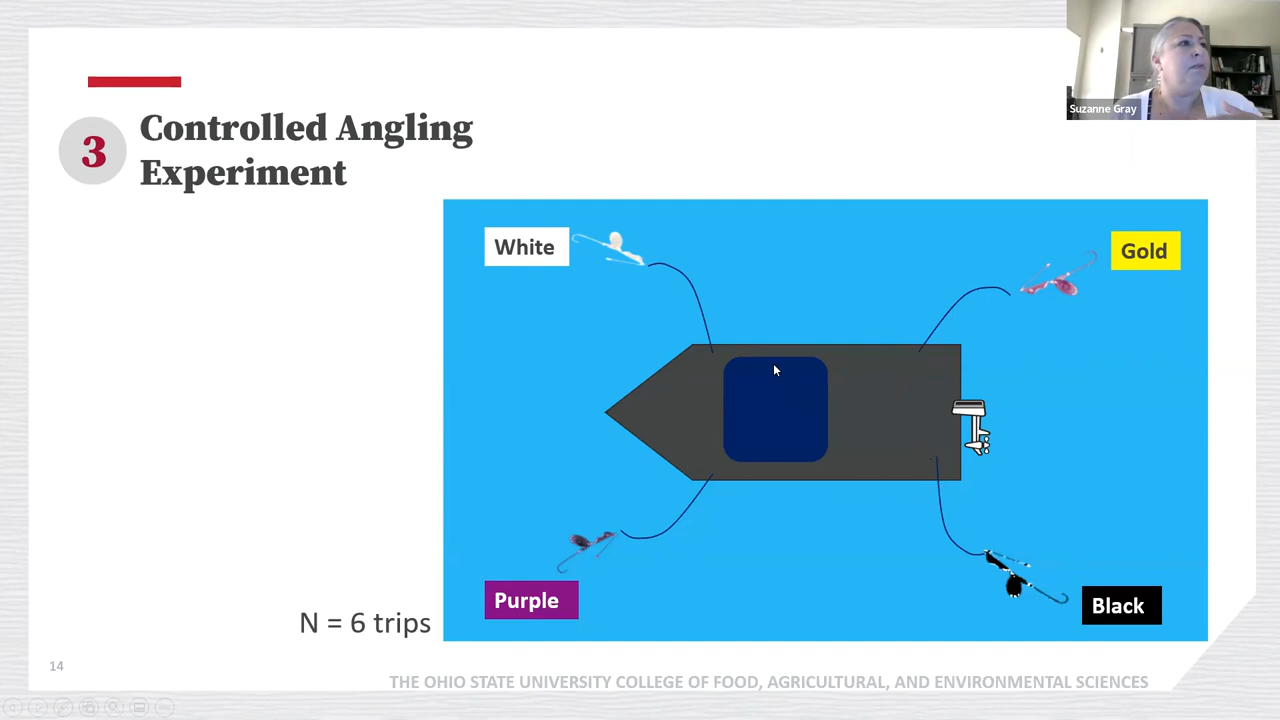 Suzanne Gray
3
Controlled Angling
Experiment
White
Gold
Purple
Black
N = 6 trips
14
THE OHIO STATE UNIVERSITY COLLEGE OF FOOD, AGRICULTURAL, AND ENVIRONMENTAL SCIENCES